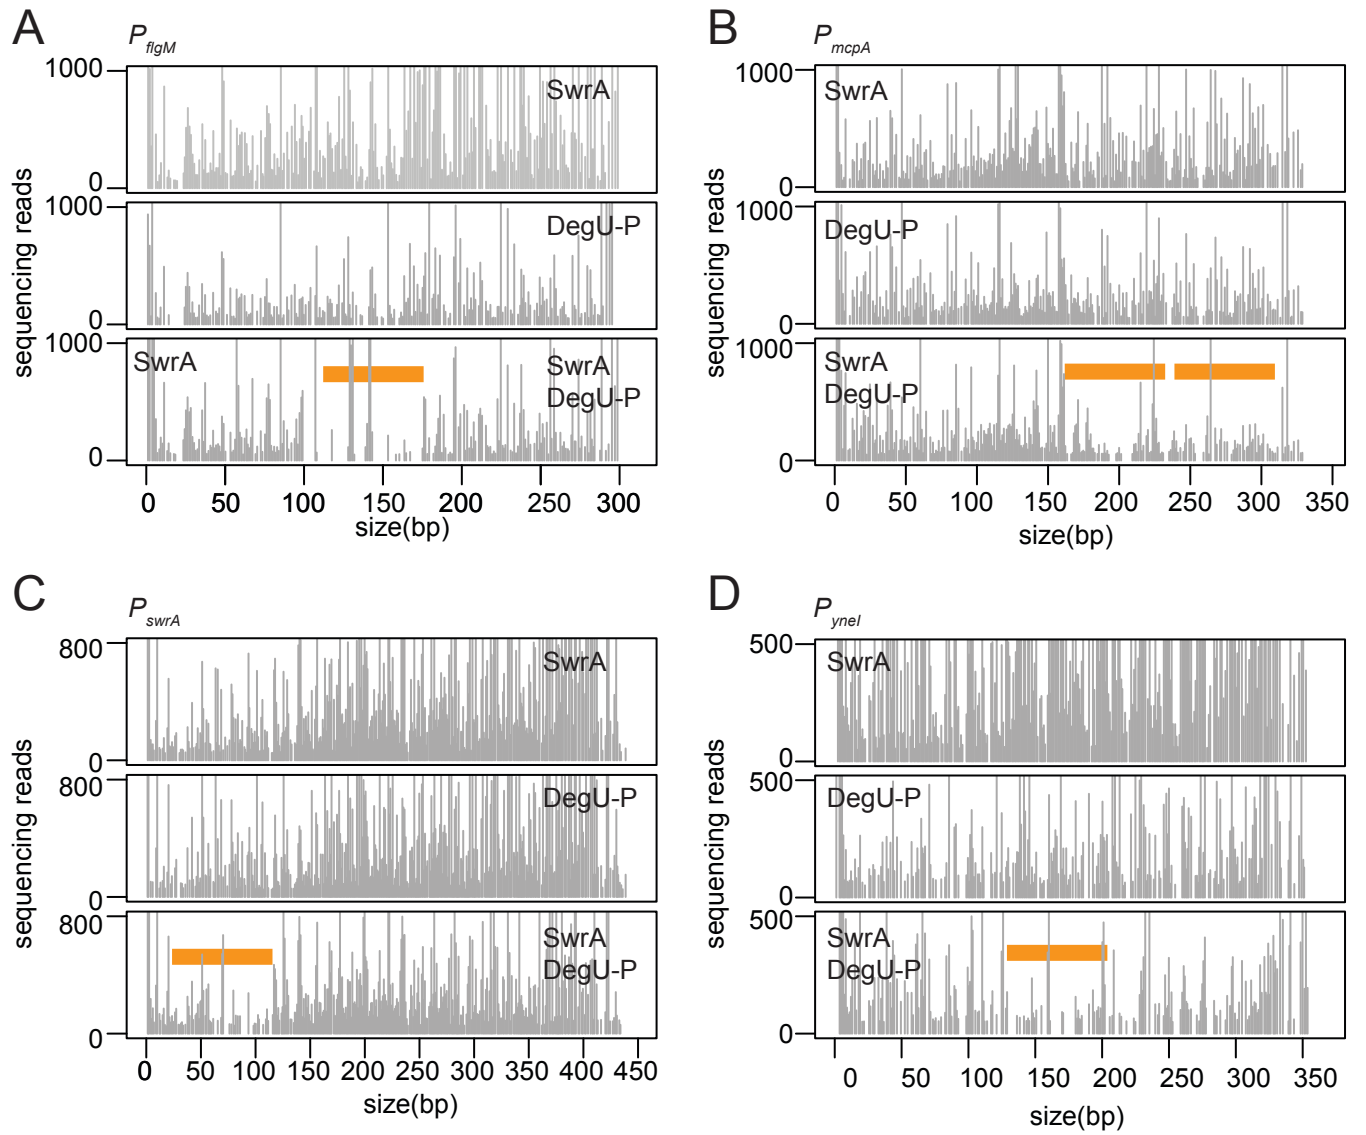 A
P flgM
sequencing reads
1000
0
SwrA
1000
0
DegU-P
1000
0
SwrA
SwrA
DegU-P
0 50 100 150 200 250 300
size(bp)
B
P mcpA
sequencing reads
1000
0
SwrA
1000
0
DegU-P
1000
0
SwrA
DegU-P
0 50 100 150 200 250 300 350
size(bp)
C
P swrA
sequencing reads
800
0
SwrA
800
0
DegU-P
800
0
SwrA
DegU-P
0 50 100 150 200 250 300 350 400 450
size(bp)
D
P yneI
sequencing reads
500
0
SwrA
500
0
DegU-P
500
0
SwrA
DegU-P
0 50 100 150 200 250 300 350
size(bp)